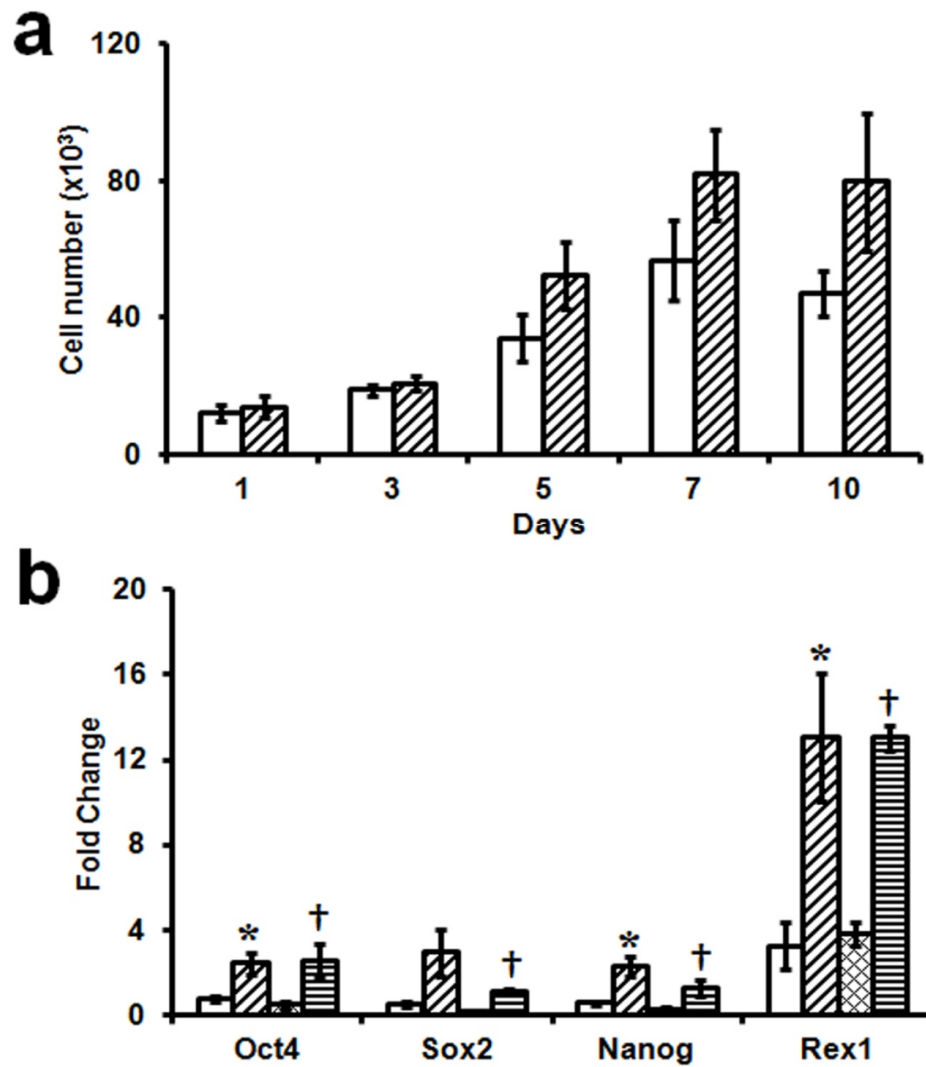 a
Cell number (x10³)
120
80
40
0
1 3 5 7 10
Days
b
Fold Change
20
16
12
8
4
0
* † † * † * †
Oct4 Sox2 Nanog Rex1